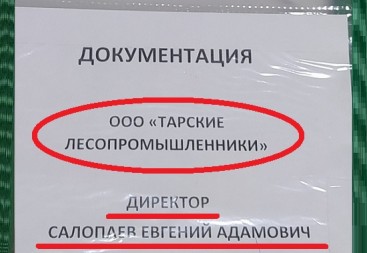 ДОКУМЕНТАЦИЯ
ООО «ТАРСКИЕ
ЛЕСОПРОМЫШЛЕННИКИ»
ДИРЕКТОР
САЛОПАЕВ ЕВГЕНИЙ АДАМОВИЧ